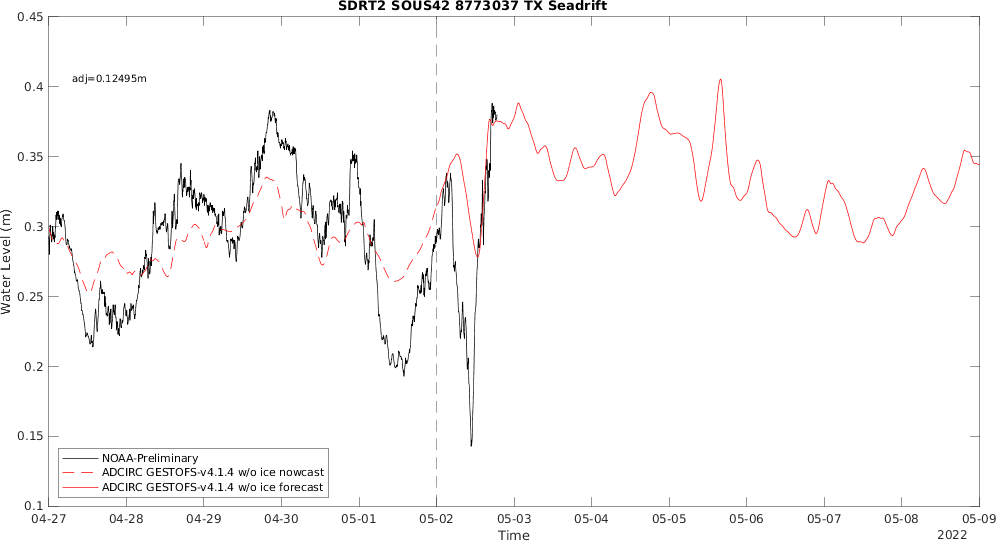 SDRT2 SOUS42 8773037 TX Seadrift
0.45
0.4
0.35
0.3
0.25
0.2
0.15
0.1
Water Level (m)
adj=0.12495m
NOAA-Preliminary
ADCIRC GESTOFS-v4.1.4 w/o ice nowcast
ADCIRC GESTOFS-v4.1.4 w/o ice forecast
04-27 04-28 04-29 04-30 05-01 05-02 05-03 05-04 05-05 05-06 05-07 05-08 05-09
Time
2022